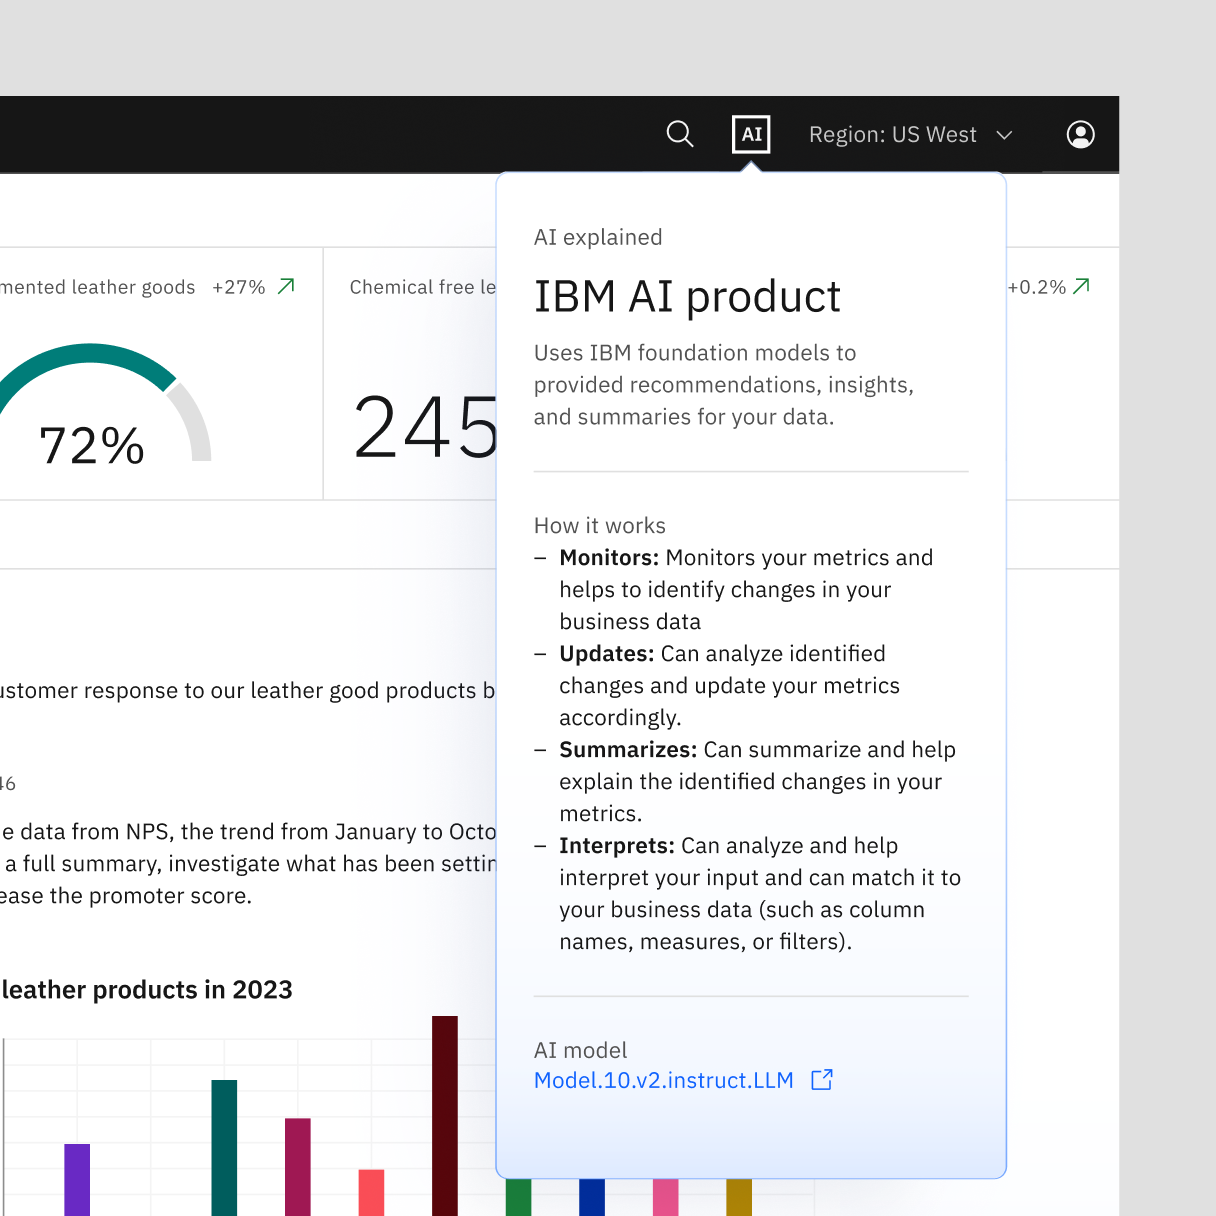 AI
Region: US West
AI explained
IBM AI product
Uses IBM foundation models to
provided recommendations, insights,
and summaries for your data.
How it works
– Monitors: Monitors your metrics and
helps to identify changes in your
business data
– Updates: Can analyze identified
changes and update your metrics
accordingly.
– Summarizes: Can summarize and help
explain the identified changes in your
metrics.
– Interprets: Can analyze and help
interpret your input and can match it to
your business data (such as column
names, measures, or filters).
AI model
Model.10.v2.instruct.LLM
leather goods +27%
72%
Chemical free
245
+0.2%
response to our leather good products
46
data from NPS, the trend from January to
a full summary, investigate what has been
the promoter score.
leather products in 2023